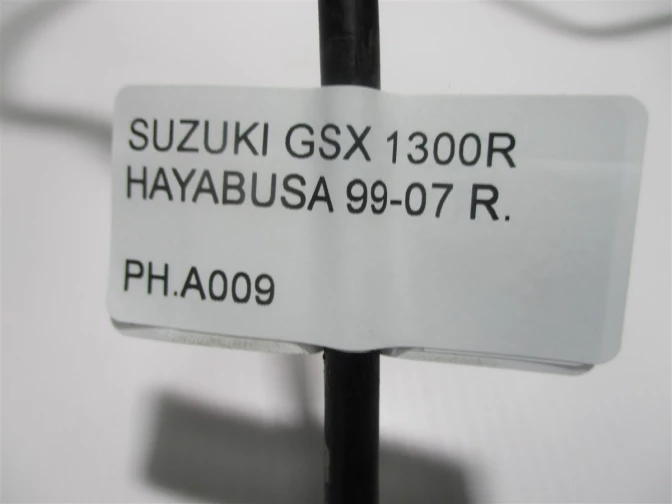 SUZUKI GSX 1300R
HAYABUSA 99-07 R.
PH.A009